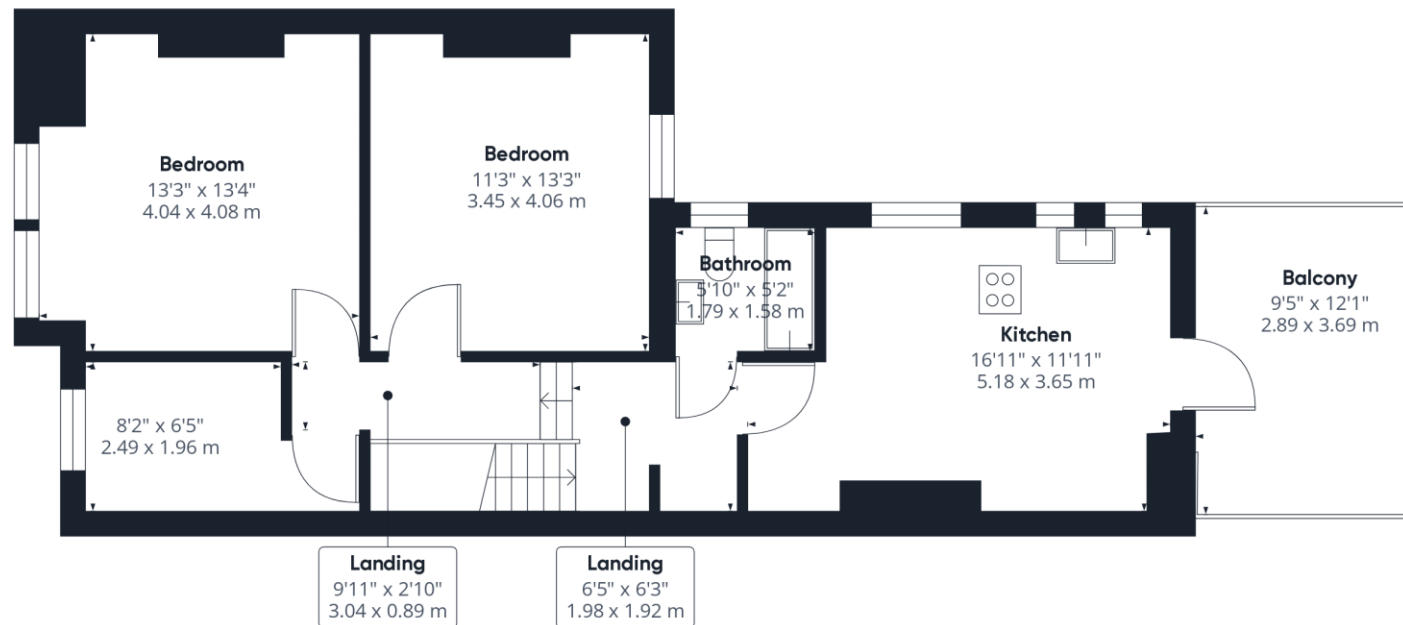 Bedroom
13'3" x 13'4"
4.04 x 4.08 m
Bedroom
11'3" x 13'3"
3.45 x 4.06 m
Bathroom
5'10" x 5'2"
1.79 x 1.58 m
Kitchen
16'11" x 11'11"
5.18 x 3.65 m
Balcony
9'5" x 12'1"
2.89 x 3.69 m
8'2" x 6'5"
2.49 x 1.96 m
Landing
9'11" x 2'10"
3.04 x 0.89 m
Landing
6'5" x 6'3"
1.98 x 1.92 m